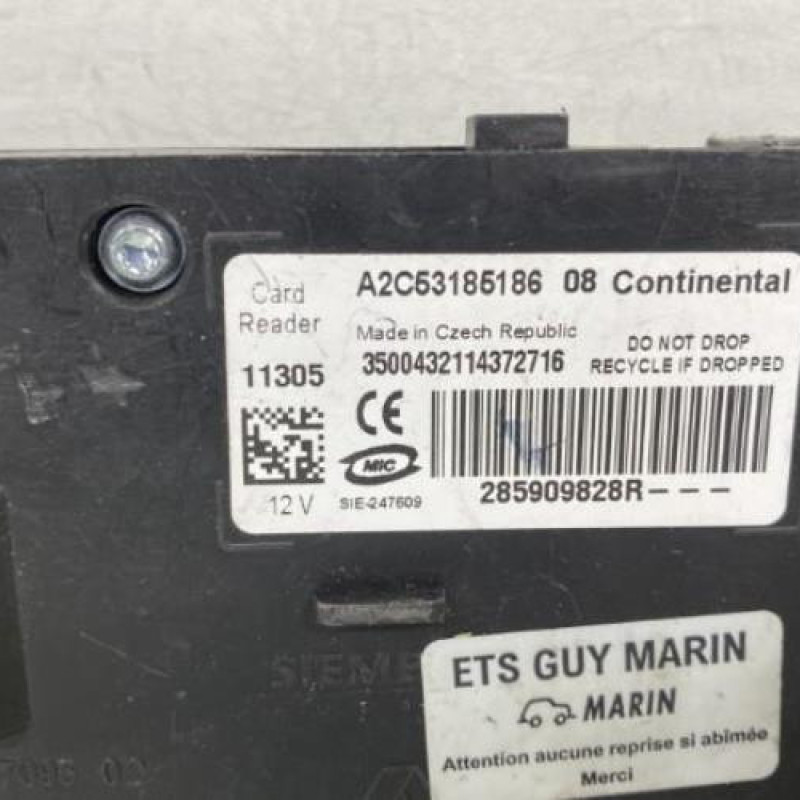 Card
Reader
11305
12 V
A2C53185186 08 Continental
Made in Czech Republic
3500432114372716
DO NOT DROP
RECYCLE IF DROPPED
CE
MIC
SIE-247609
285909828R---
SIEME
ETS GUY MARIN
MARIN
Attention aucune reprise si abîmée
Merci